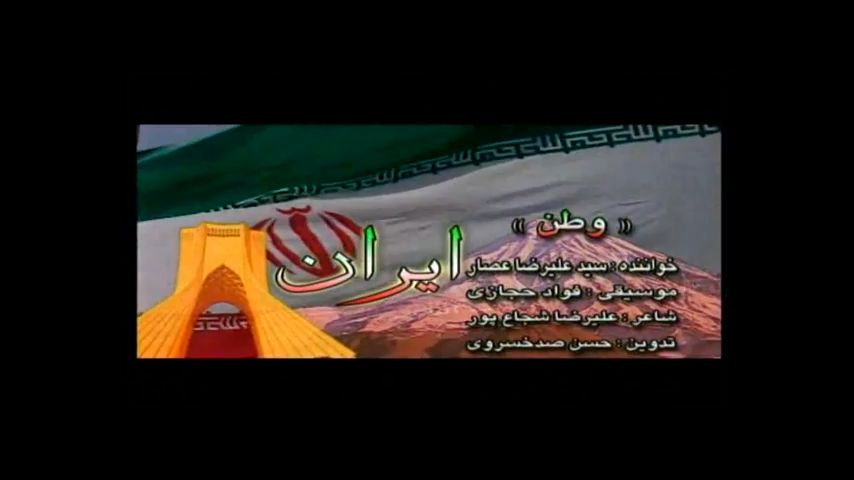 (( وطن ))
ایران
خواننده : سید علیرضا عصار
موسیقی : فواد حجازی
شاعر : علیرضا شجاع پور
تدوین : حسن صدخسروی